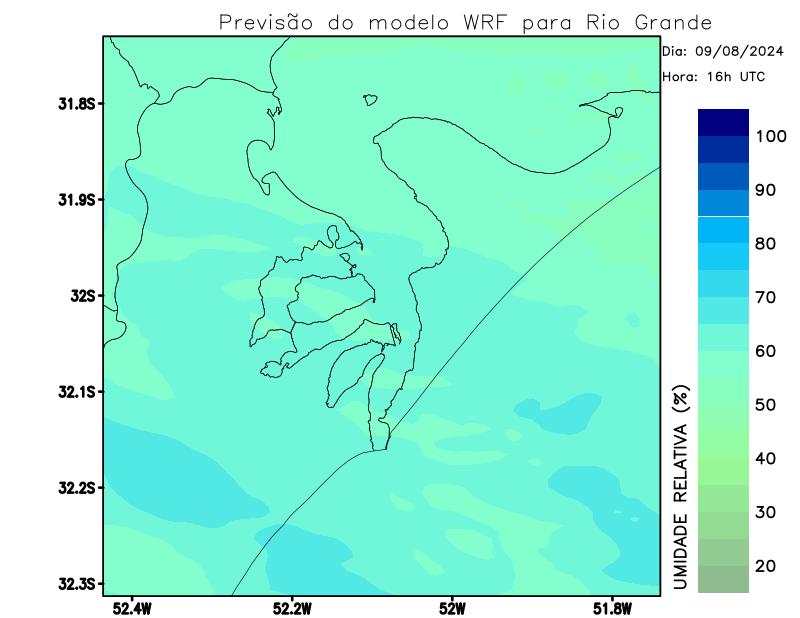 Previsão do modelo WRF para Rio Grande
Dia: 09/08/2024
Hora: 16h UTC
31.8S
31.9S
32S
32.1S
32.2S
32.3S
52.4W
52.2W
52W
51.8W
100
90
80
70
60
50
40
30
20
UMIDADE RELATIVA (%)